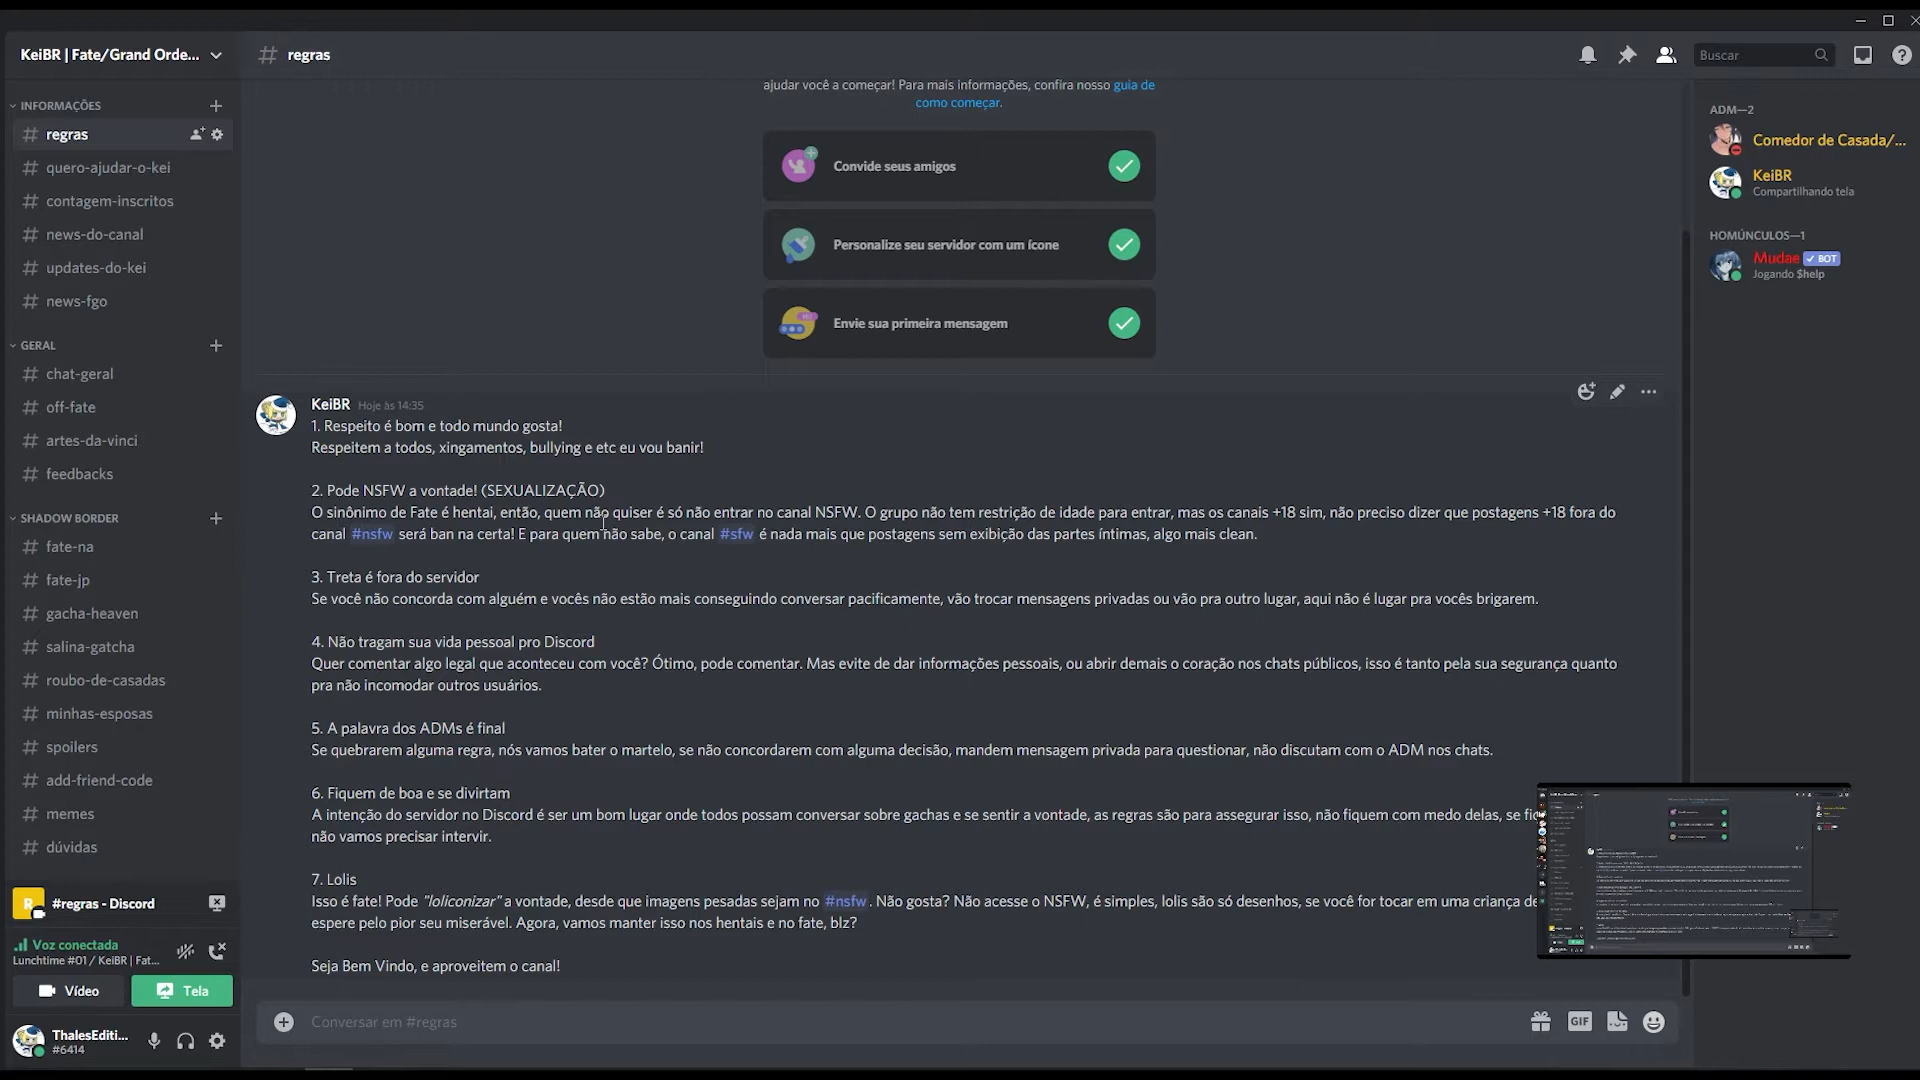 KeiBR | Fate/Grand Orde...
regras
Buscar
INFORMAÇÕES
regras
quero-ajudar-o-kei
contagem-inscritos
news-do-canal
updates-do-kei
news-fgo
GERAL
chat-geral
off-fate
artes-da-vinci
feedbacks
SHADOW BORDER
fate-na
fate-jp
gacha-heaven
salina-gatcha
roubo-de-casadas
minhas-esposas
spoilers
add-friend-code
memes
dúvidas
#regras - Discord
Voz conectada
Lunchtime #01 / KeiBR | Fat...
Vídeo
Tela
ThalesEditi...
#6414
ajudar você a começar! Para mais informações, confira nosso guia de
como começar.
Convide seus amigos
Personalize seu servidor com um ícone
Envie sua primeira mensagem
KeiBR Hoje às 14:35
1. Respeito é bom e todo mundo gosta!
Respeitem a todos, xingamentos, bullying e etc eu vou banir!
2. Pode NSFW a vontade! (SEXUALIZAÇÃO)
O sinônimo de Fate é hentai, então, quem não quiser é só não entrar no canal NSFW. O grupo não tem restrição de idade para entrar, mas os canais +18 sim, não preciso dizer que postagens +18 fora do
canal #nsfw será ban na certa! E para quem não sabe, o canal #sfw é nada mais que postagens sem exibição das partes íntimas, algo mais clean.
3. Treta é fora do servidor
Se você não concorda com alguém e vocês não estão mais conseguindo conversar pacificamente, vão trocar mensagens privadas ou vão pra outro lugar, aqui não é lugar pra vocês brigarem.
4. Não tragam sua vida pessoal pro Discord
Quer comentar algo legal que aconteceu com você? Ótimo, pode comentar. Mas evite de dar informações pessoais, ou abrir demais o coração nos chats públicos, isso é tanto pela sua segurança quanto
pra não incomodar outros usuários.
5. A palavra dos ADMs é final
Se quebrarem alguma regra, nós vamos bater o martelo, se não concordarem com alguma decisão, mandem mensagem privada para questionar, não discutam com o ADM nos chats.
6. Fiquem de boa e se divirtam
A intenção do servidor no Discord é ser um bom lugar onde todos possam conversar sobre gachas e se sentir a vontade, as regras são para assegurar isso, não fiquem com medo delas, se
não vamos precisar intervir.
7. Lolis
Isso é fate! Pode "loliconizar" a vontade, desde que imagens pesadas sejam no #nsfw. Não gosta? Não acesse o NSFW, é simples, lolis são só desenhos, se você for tocar em uma criança
espere pelo pior seu miserável. Agora, vamos manter isso nos hentais e no fate, blz?
Seja Bem Vindo, e aproveitem o canal!
Conversar em #regras
GIF
ADM—2
Comedor de Casada/...
KeiBR
Compartilhando tela
HOMÚNCULOS—1
Mudae BOT
Jogando $help